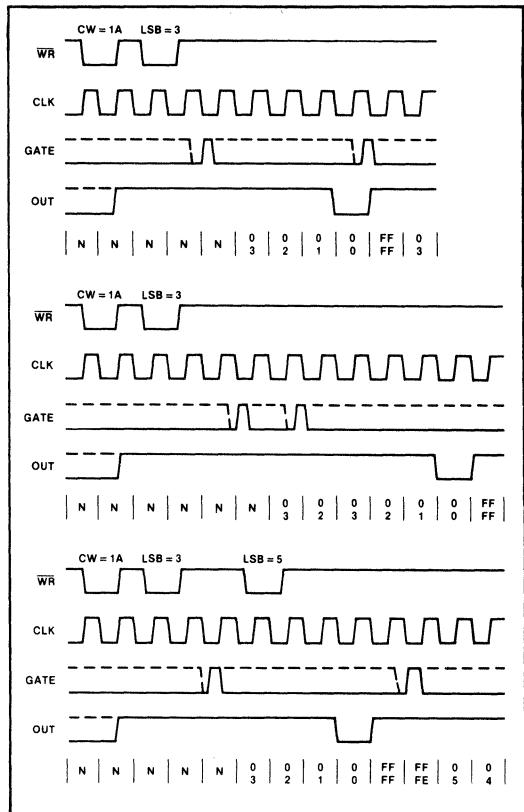 CW = 1A LSB = 3
WR
CLK
GATE
OUT
N N N N N 0 0 0 0 FF 0
3 2 1 0 FF 3
CW = 1A LSB = 3
WR
CLK
GATE
OUT
N N N N N N 0 0 0 0 0 0 FF
3 2 3 2 1 0 FF
CW = 1A LSB = 3 LSB = 5
WR
CLK
GATE
OUT
N N N N N 0 0 0 0 FF FF 0 0
3 2 1 0 FF FE 5 4